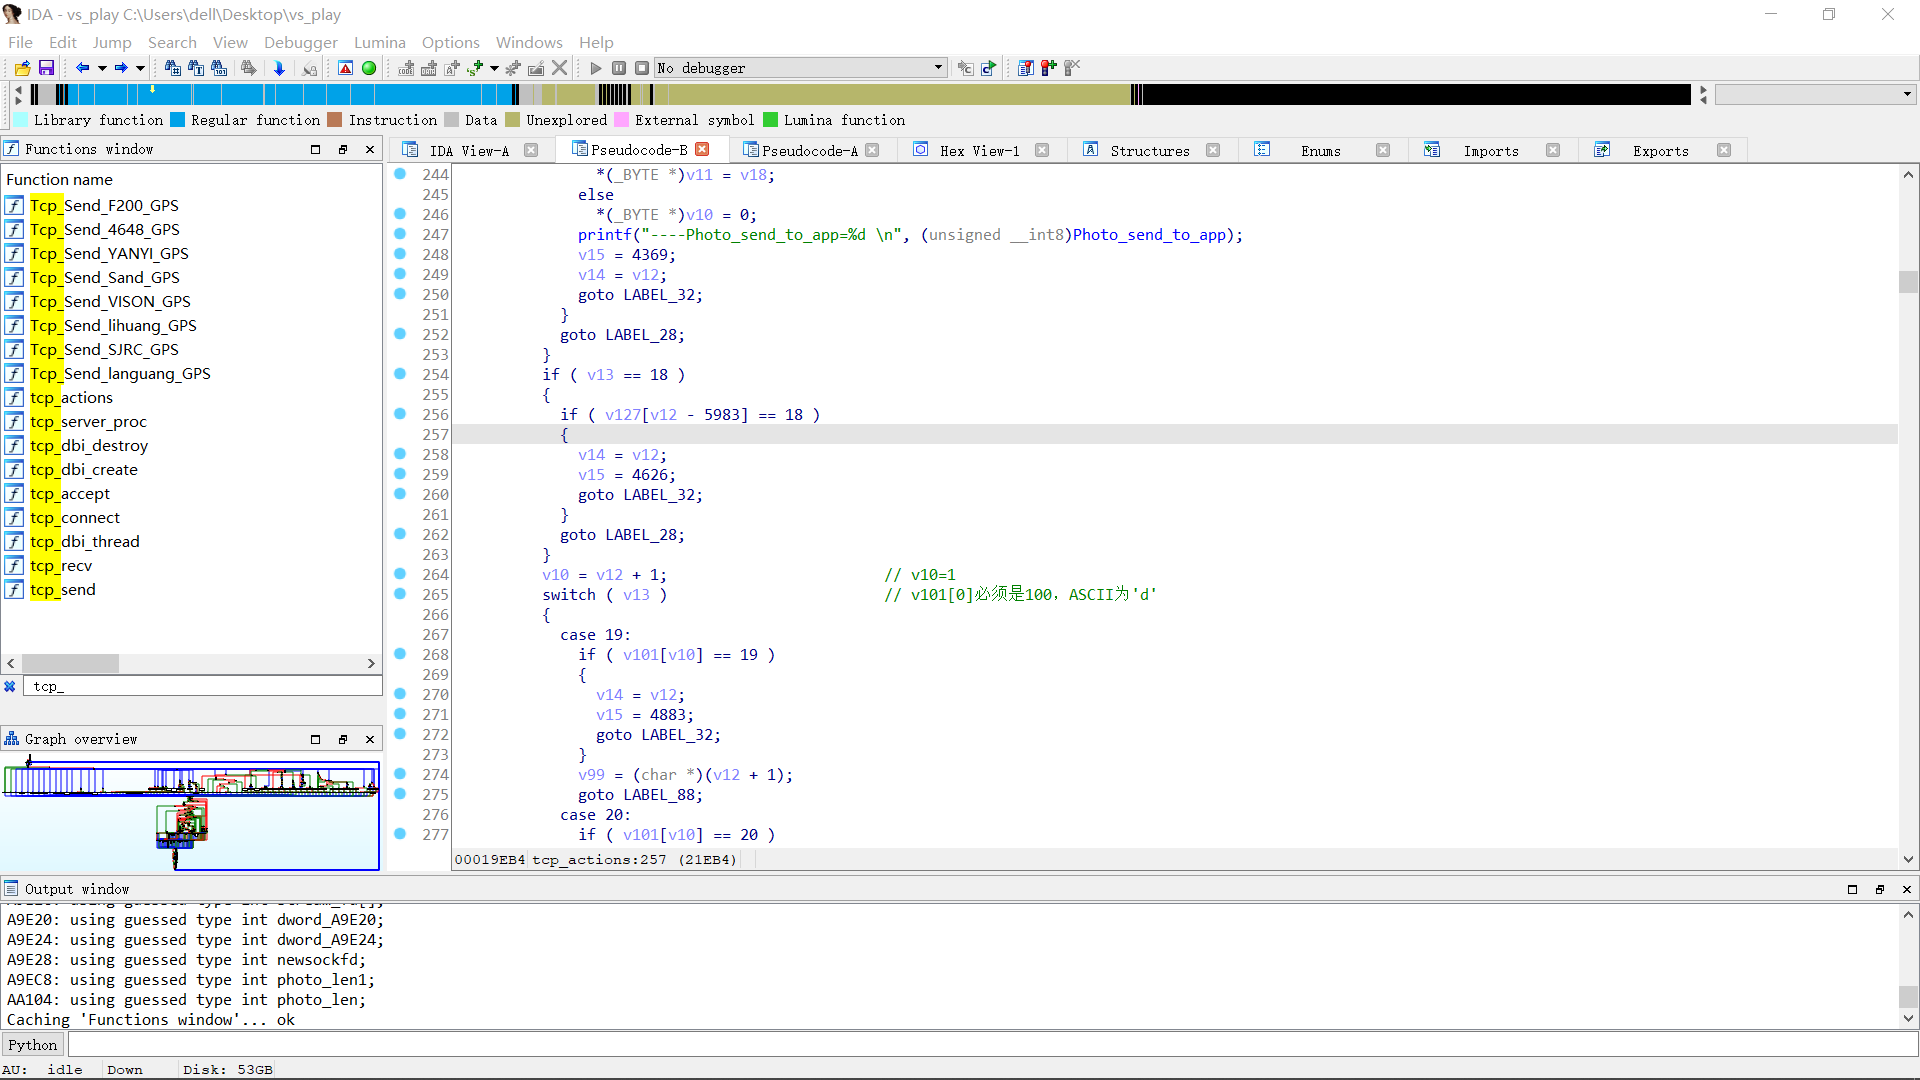 IDA - vs_play C:\Users\dell\Desktop\vs_play
File Edit Jump Search View Debugger Lumina Options Windows Help
No debugger
Library function Regular function Instruction Data Unexplored External symbol Lumina function
Functions window
IDA View-A Pseudocode-B Pseudocode-A Hex View-1 Structures Enums Imports Exports
Function name
Tcp_Send_F200_GPS
Tcp_Send_4648_GPS
Tcp_Send_YANYI_GPS
Tcp_Send_Sand_GPS
Tcp_Send_VISON_GPS
Tcp_Send_lihuang_GPS
Tcp_Send_SJRC_GPS
Tcp_Send_languang_GPS
tcp_actions
tcp_server_proc
tcp_dbi_destroy
tcp_dbi_create
tcp_accept
tcp_connect
tcp_dbi_thread
tcp_recv
tcp_send
tcp_
Graph overview
244 *(_BYTE *)v11 = v18;
245 else
246 *(_BYTE *)v10 = 0;
247 printf("----Photo_send_to_app=%d \n", (unsigned __int8)Photo_send_to_app);
248 v15 = 4369;
249 v14 = v12;
250 goto LABEL_32;
251 }
252 goto LABEL_28;
253 }
254 if ( v13 == 18 )
255 {
256 if ( v127[v12 - 5983] == 18 )
257 {
258 v14 = v12;
259 v15 = 4626;
260 goto LABEL_32;
261 }
262 goto LABEL_28;
263 }
264 v10 = v12 + 1; // v10=1
265 switch ( v13 ) // v101[0]必须是100，ASCII为'd'
266 {
267 case 19:
268 if ( v101[v10] == 19 )
269 {
270 v14 = v12;
271 v15 = 4883;
272 goto LABEL_32;
273 }
274 v99 = (char *)(v12 + 1);
275 goto LABEL_88;
276 case 20:
277 if ( v101[v10] == 20 )
00019EB4 tcp_actions:257 (21EB4)
Output window
A9E20: using guessed type int dword_A9E20;
A9E24: using guessed type int dword_A9E24;
A9E28: using guessed type int newsockfd;
A9EC8: using guessed type int photo_len1;
AA104: using guessed type int photo_len;
Caching 'Functions window'... ok
Python
AU: idle Down Disk: 53GB